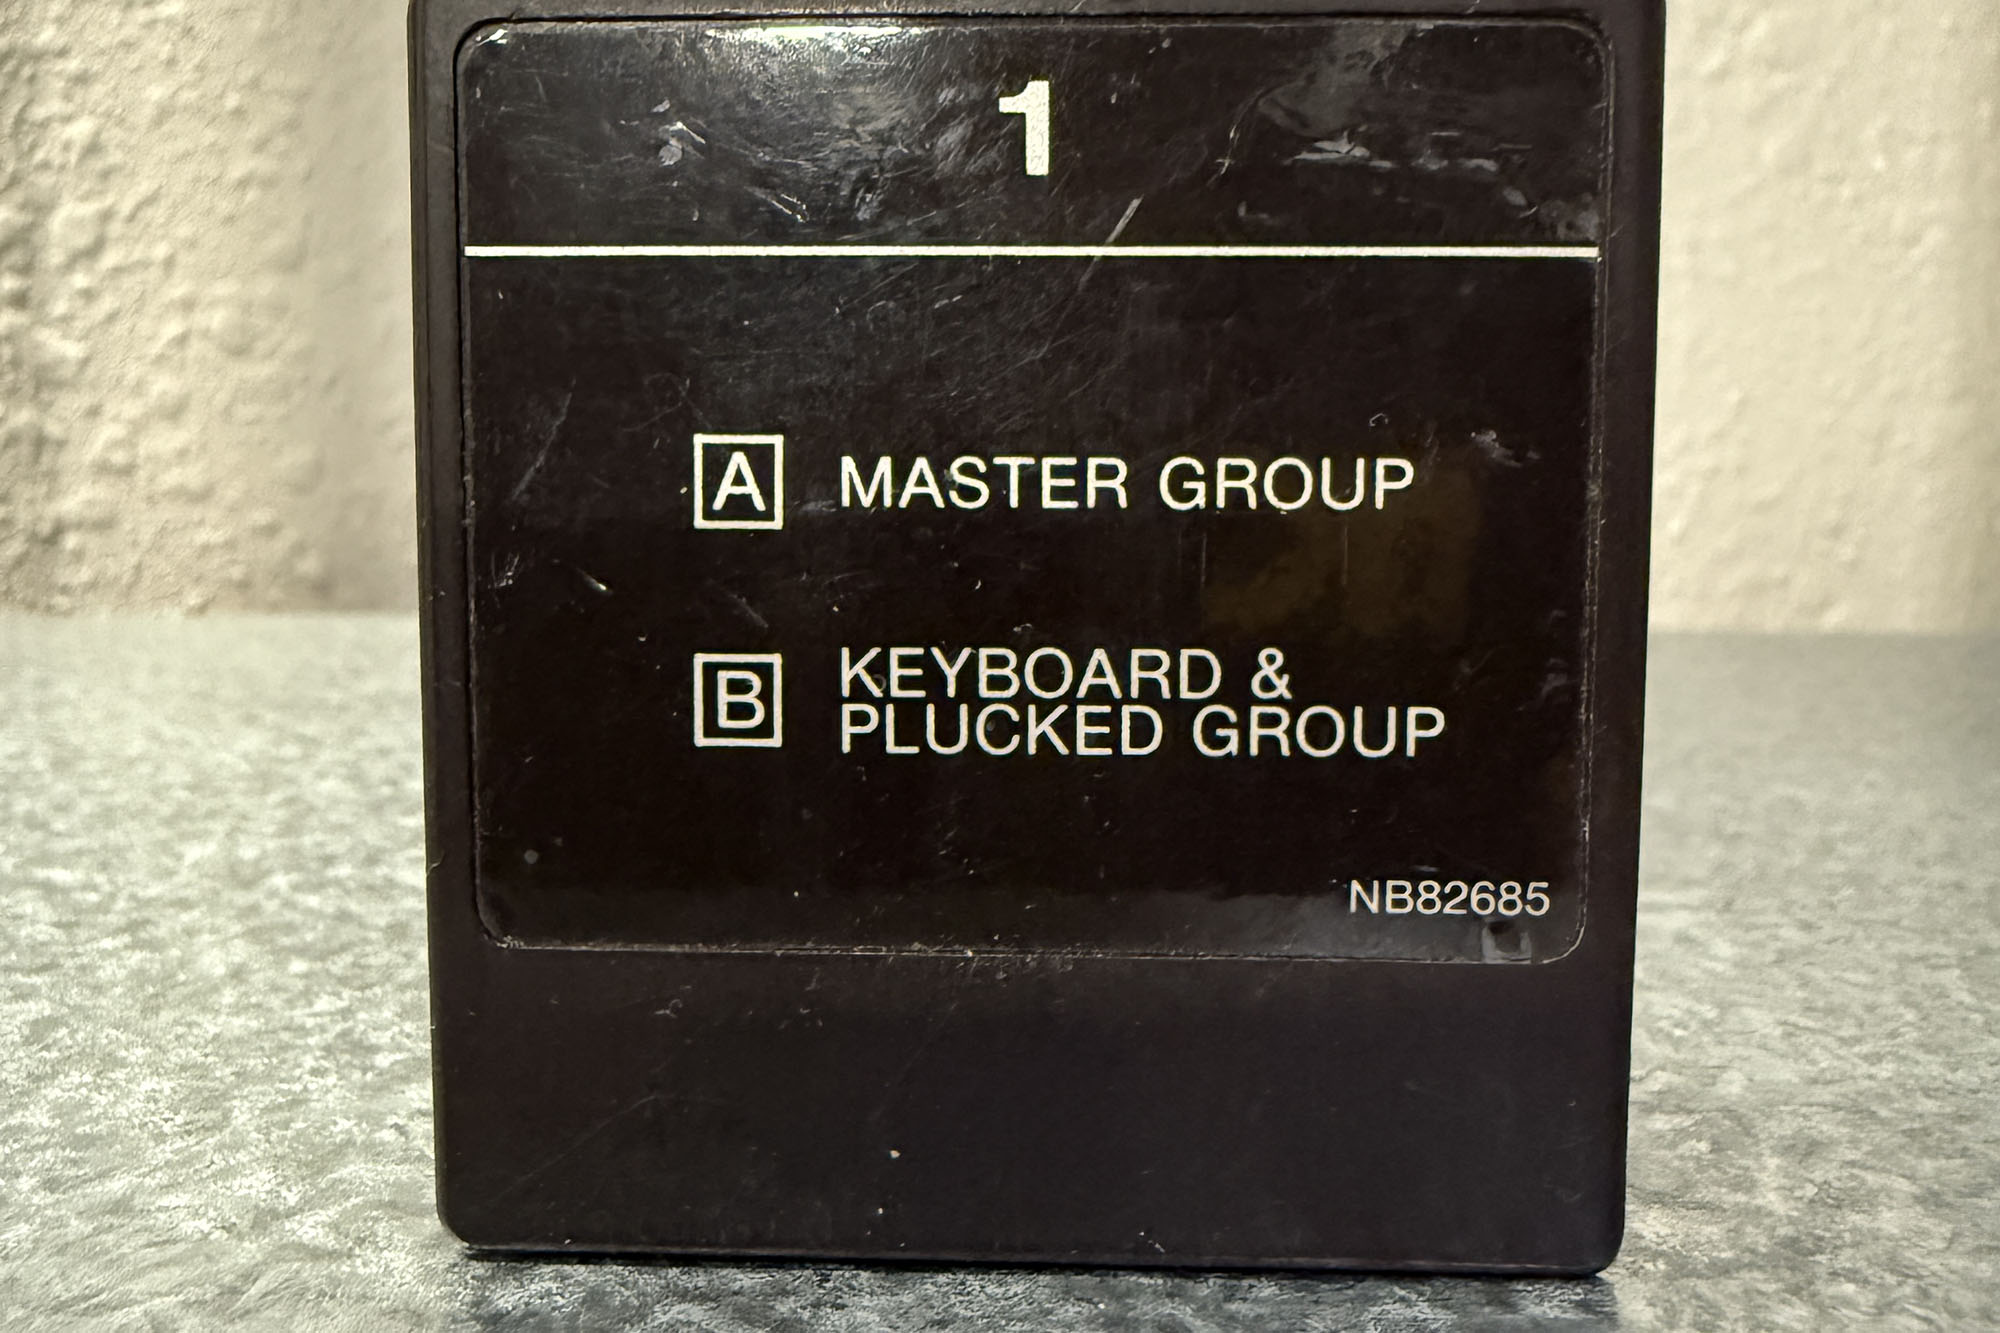 1
A MASTER GROUP
B KEYBOARD &
PLUCKED GROUP
NB82685